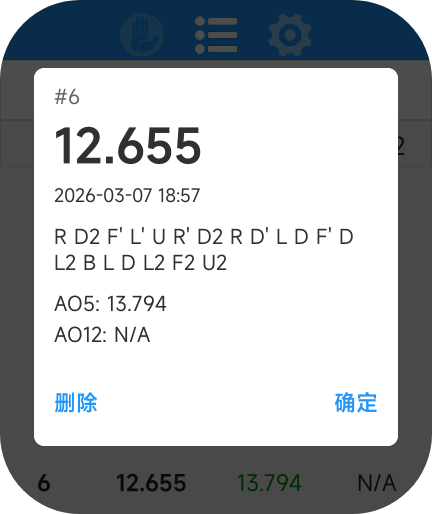 #6
12.655
2026-03-07 18:57
R D2 F' L' U R' D2 R D' L D F' D
L2 B L D L2 F2 U2
AO5: 13.794
AO12: N/A
删除 确定
2
6 12.655 13.794 N/A